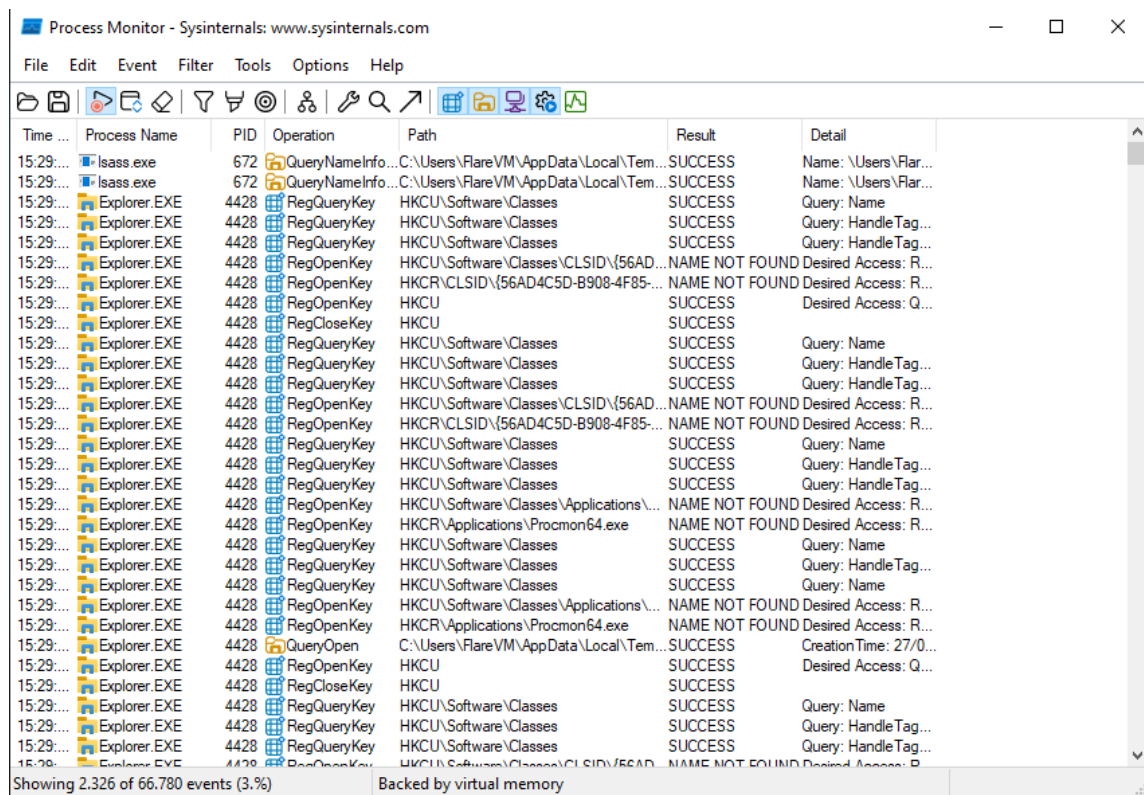 Process Monitor - Sysinternals: www.sysinternals.com
File Edit Event Filter Tools Options Help
Time ... Process Name PID Operation Path Result Detail
15:29:... lsass.exe 672 QueryNameInfo... C:\Users\FlareVM\AppData\Local\Tem... SUCCESS Name: \Users\Flar...
15:29:... lsass.exe 672 QueryNameInfo... C:\Users\FlareVM\AppData\Local\Tem... SUCCESS Name: \Users\Flar...
15:29:... Explorer.EXE 4428 RegQueryKey HKCU\Software\Classes SUCCESS Query: Name
15:29:... Explorer.EXE 4428 RegQueryKey HKCU\Software\Classes SUCCESS Query: HandleTag...
15:29:... Explorer.EXE 4428 RegQueryKey HKCU\Software\Classes SUCCESS Query: HandleTag...
15:29:... Explorer.EXE 4428 RegOpenKey HKCU\Software\Classes\CLSID\{56AD... NAME NOT FOUND Desired Access: R...
15:29:... Explorer.EXE 4428 RegOpenKey HKCR\CLSID\{56AD4C5D-B908-4F85-... NAME NOT FOUND Desired Access: R...
15:29:... Explorer.EXE 4428 RegOpenKey HKCU SUCCESS Desired Access: Q...
15:29:... Explorer.EXE 4428 RegCloseKey HKCU SUCCESS
15:29:... Explorer.EXE 4428 RegQueryKey HKCU\Software\Classes SUCCESS Query: Name
15:29:... Explorer.EXE 4428 RegQueryKey HKCU\Software\Classes SUCCESS Query: HandleTag...
15:29:... Explorer.EXE 4428 RegQueryKey HKCU\Software\Classes SUCCESS Query: HandleTag...
15:29:... Explorer.EXE 4428 RegOpenKey HKCU\Software\Classes\CLSID\{56AD... NAME NOT FOUND Desired Access: R...
15:29:... Explorer.EXE 4428 RegOpenKey HKCR\CLSID\{56AD4C5D-B908-4F85-... NAME NOT FOUND Desired Access: R...
15:29:... Explorer.EXE 4428 RegQueryKey HKCU\Software\Classes SUCCESS Query: Name
15:29:... Explorer.EXE 4428 RegQueryKey HKCU\Software\Classes SUCCESS Query: HandleTag...
15:29:... Explorer.EXE 4428 RegQueryKey HKCU\Software\Classes SUCCESS Query: HandleTag...
15:29:... Explorer.EXE 4428 RegOpenKey HKCU\Software\Classes\Applications\... NAME NOT FOUND Desired Access: R...
15:29:... Explorer.EXE 4428 RegOpenKey HKCR\Applications\Procmon64.exe NAME NOT FOUND Desired Access: R...
15:29:... Explorer.EXE 4428 RegQueryKey HKCU\Software\Classes SUCCESS Query: Name
15:29:... Explorer.EXE 4428 RegQueryKey HKCU\Software\Classes SUCCESS Query: HandleTag...
15:29:... Explorer.EXE 4428 RegQueryKey HKCU\Software\Classes SUCCESS Query: Name
15:29:... Explorer.EXE 4428 RegOpenKey HKCU\Software\Classes\Applications\... NAME NOT FOUND Desired Access: R...
15:29:... Explorer.EXE 4428 RegOpenKey HKCR\Applications\Procmon64.exe NAME NOT FOUND Desired Access: R...
15:29:... Explorer.EXE 4428 QueryOpen C:\Users\FlareVM\AppData\Local\Tem... SUCCESS CreationTime: 27/0...
15:29:... Explorer.EXE 4428 RegOpenKey HKCU SUCCESS Desired Access: Q...
15:29:... Explorer.EXE 4428 RegCloseKey HKCU SUCCESS
15:29:... Explorer.EXE 4428 RegQueryKey HKCU\Software\Classes SUCCESS Query: Name
15:29:... Explorer.EXE 4428 RegQueryKey HKCU\Software\Classes SUCCESS Query: HandleTag...
15:29:... Explorer.EXE 4428 RegQueryKey HKCU\Software\Classes SUCCESS Query: HandleTag...
15:29:... Explorer.EXE 4428 RegOpenKey HKCU\Software\Classes\CLSID\{56AD... NAME NOT FOUND Desired Access: R...
Showing 2.326 of 66.780 events (3.%) Backed by virtual memory